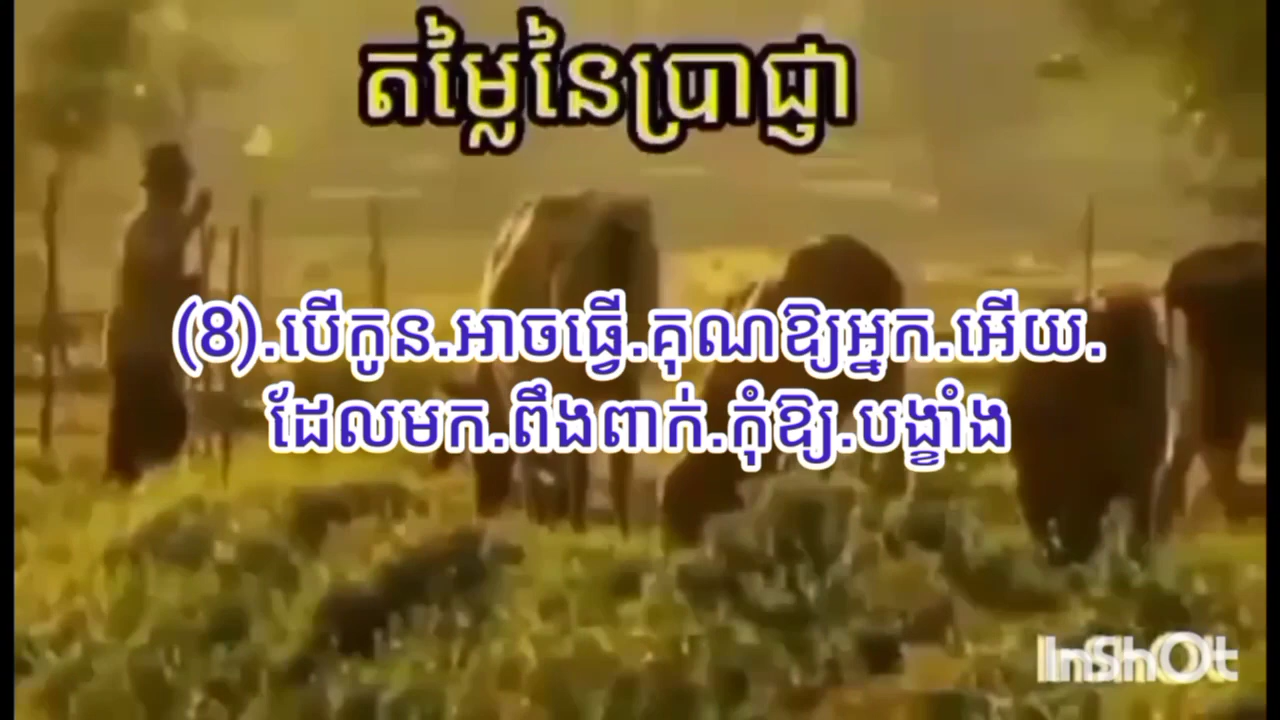 តម្លៃនៃប្រាជ្ញា
(8).បើកូន.អាចធ្វើ.គុណឱ្យអ្នក.អើយ.
ដែលមក.ពឹងពាក់.កុំឱ្យ.បង្ខាំង
InShOt